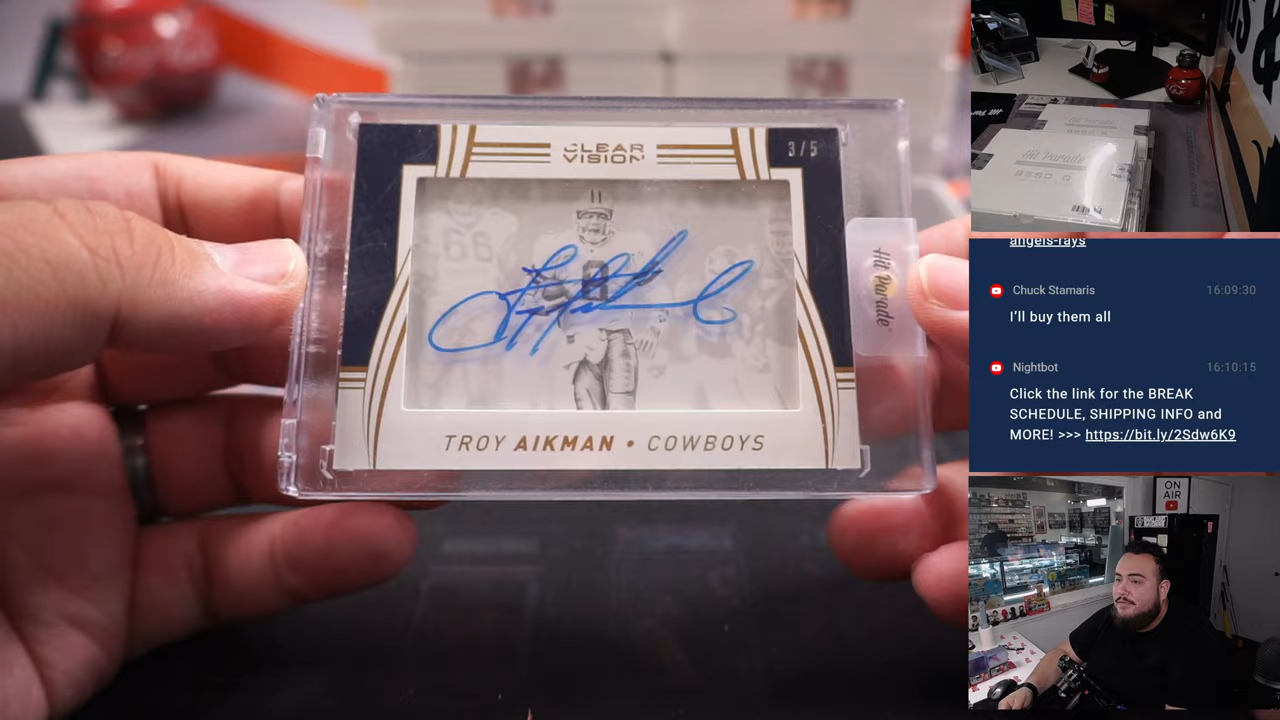 CLEAR
VISION
3/5
66
8
TROY AIKMAN • COWBOYS
Hit Parade
Hit Parade
angels-rays
Chuck Stamaris 16:09:30
I'll buy them all
Nightbot 16:10:15
Click the link for the BREAK
SCHEDULE, SHIPPING INFO and
MORE! >>> https://bit.ly/2Sdw6K9
ON
AIR